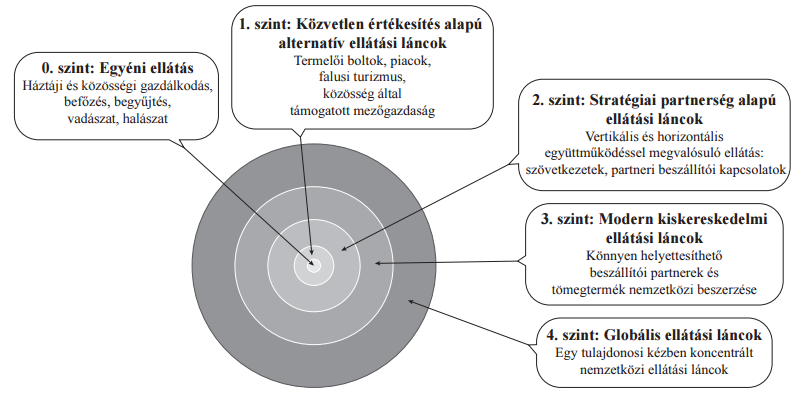 0. szint: Egyéni ellátás
Háztáji és közösségi gazdálkodás,
befőzés, begyűjtés,
vadászat, halászat
1. szint: Közvetlen értékesítés alapú
alternatív ellátási láncok
Termelői boltok, piacok,
falusi turizmus,
közösség által
támogatott mezőgazdaság
2. szint: Stratégiai partnerség alapú
ellátási láncok
Vertikális és horizontális
együttműködéssel megvalósuló ellátás:
szövetkezetek, partneri beszállítói kapcsolatok
3. szint: Modern kiskereskedelmi
ellátási láncok
Könnyen helyettesíthető
beszállítói partnerek és
tömegtermék nemzetközi beszerzése
4. szint: Globális ellátási láncok
Egy tulajdonosi kézben koncentrált
nemzetközi ellátási láncok